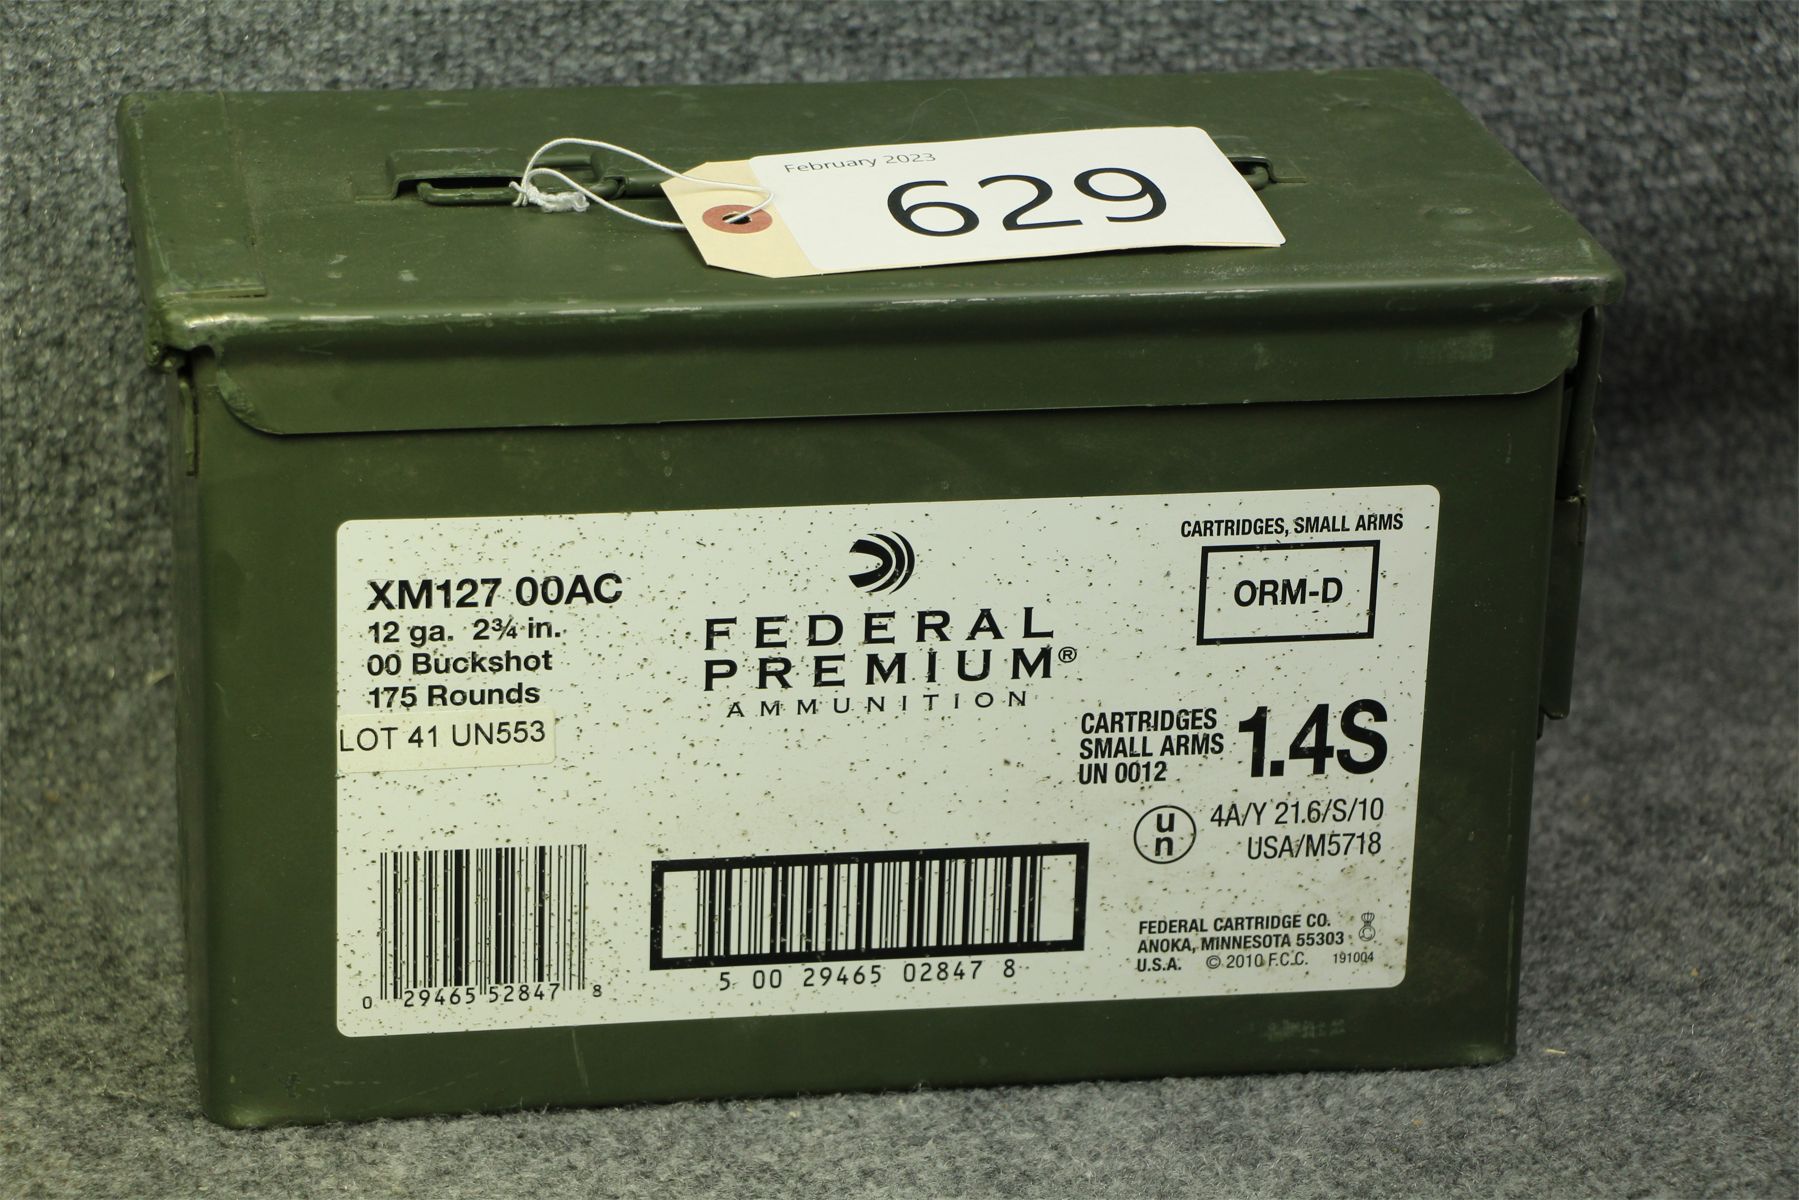 February 2023
629
XM127 00AC
12 ga. 2¾ in.
00 Buckshot
175 Rounds
LOT 41 UN553
FEDERAL
PREMIUM®
AMMUNITION
CARTRIDGES, SMALL ARMS
ORM-D
CARTRIDGES
SMALL ARMS
UN 0012
1.4S
u
n
4A/Y 21.6/S/10
USA/M5718
0 29465 52847 8
5 00 29465 02847 8
FEDERAL CARTRIDGE CO.
ANOKA, MINNESOTA 55303
U.S.A. © 2010 F.C.C. 191004